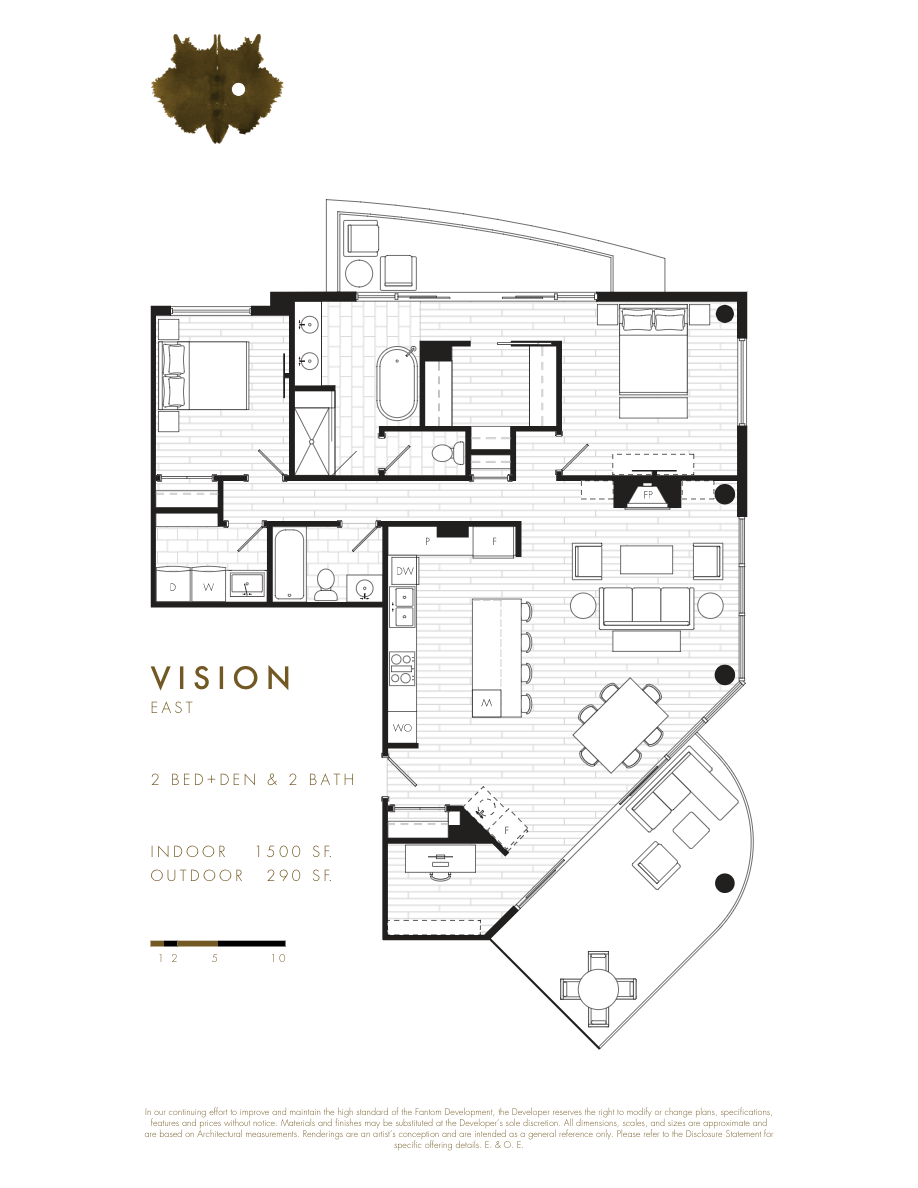 FP
P
F
DW
D
W
M
WO
F
VISION
EAST
2 BED+DEN & 2 BATH
INDOOR 1500 SF.
OUTDOOR 290 SF.
1 2 5 10
In our continuing effort to improve and maintain the high standard of the Fantom Development, the Developer reserves the right to modify or change plans, specifications,
features and prices without notice. Materials and finishes may be substituted at the Developer's sole discretion. All dimensions, scales, and sizes are approximate and
are based on Architectural measurements. Renderings are an artist's conception and are intended as a general reference only. Please refer to the Disclosure Statement for
specific offering details. E. & O. E.